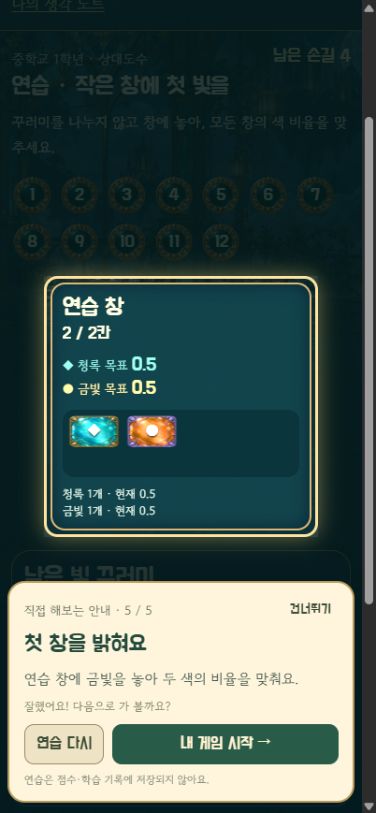 나의 생각 노트
중학교 1학년 · 상대도수
남은 손길 4
연습 · 작은 창에 첫 빛을
꾸러미를 나누지 않고 창에 놓아, 모든 창의 색 비율을 맞
추세요.
1 2 3 4 5 6 7
8 9 10 11 12
연습 창
2 / 2칸
◆ 청록 목표 0.5
● 금빛 목표 0.5
청록 1개 · 현재 0.5
금빛 1개 · 현재 0.5
남은 빛 꾸러미
직접 해보는 안내 · 5 / 5
건너뛰기
첫 창을 밝혀요
연습 창에 금빛을 놓아 두 색의 비율을 맞춰요.
잘했어요! 다음으로 가 볼까요?
연습 다시
내 게임 시작 →
연습은 점수·학습 기록에 저장되지 않아요.